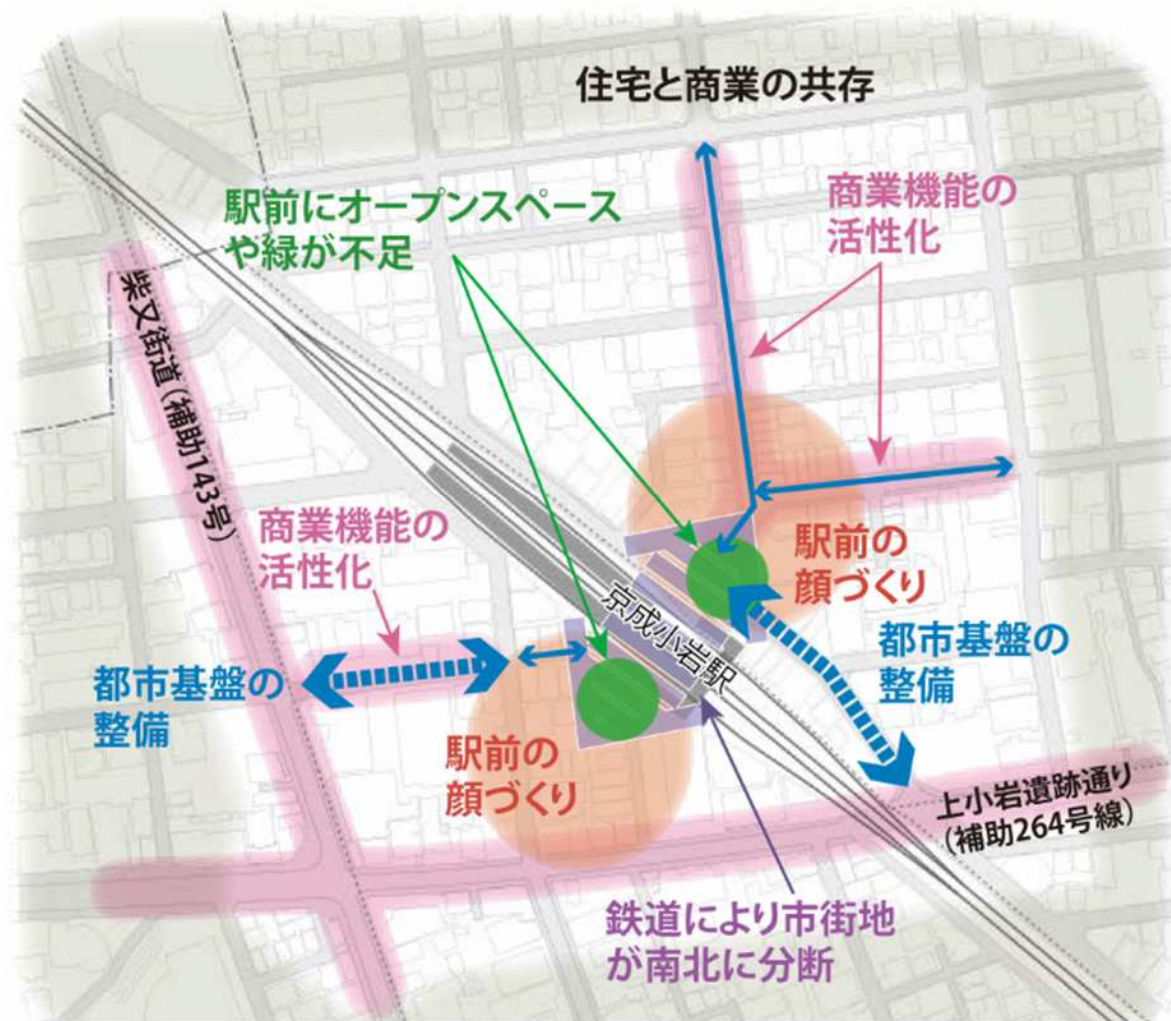 住宅と商業の共存
駅前にオープンスペース
や緑が不足
商業機能の
活性化
柴又街道(補助143号)
商業機能の
活性化
駅前の
顔づくり
京成小岩駅
都市基盤の
整備
都市基盤の
整備
駅前の
顔づくり
上小岩遺跡通り
(補助264号線)
鉄道により市街地
が南北に分断